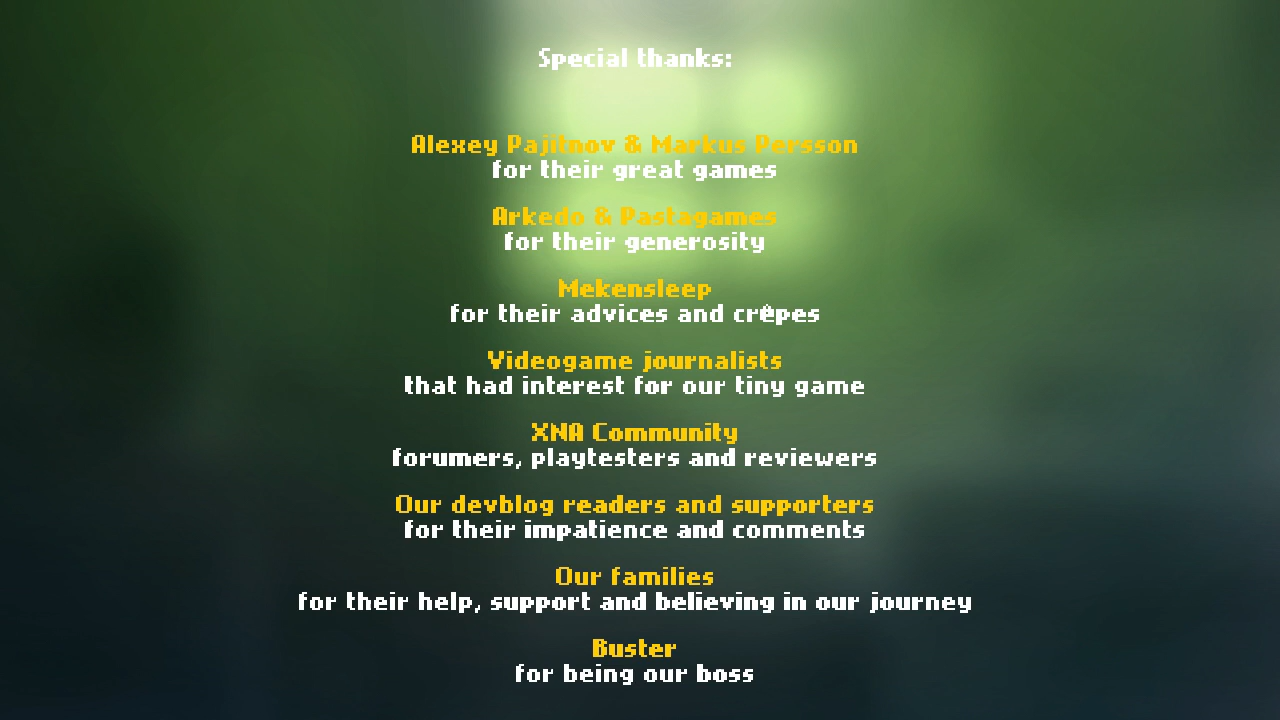 Special thanks:
Alexey Pajitnov & Markus Persson
for their great games
Arkedo & Pastagames
for their generosity
Mekensleep
for their advices and crêpes
Videogame journalists
that had interest for our tiny game
XNA Community
forumers, playtesters and reviewers
Our devblog readers and supporters
for their impatience and comments
Our families
for their help, support and believing in our journey
Buster
for being our boss